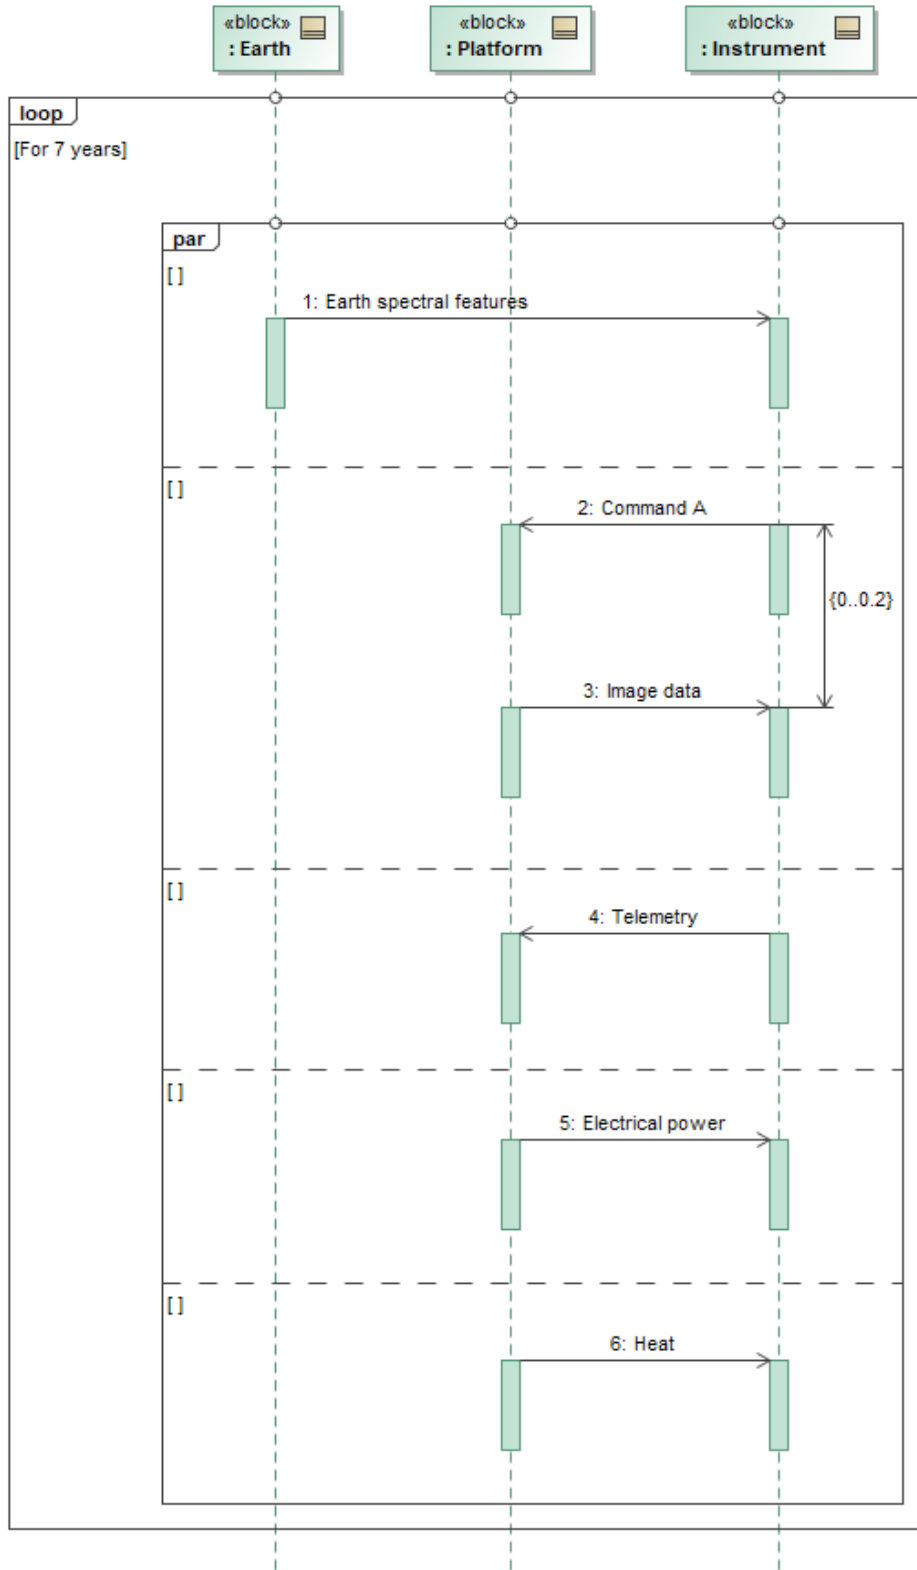 «block»
: Earth
«block»
: Platform
«block»
: Instrument
loop
[For 7 years]
par
[ ]
1: Earth spectral features
[ ]
2: Command A
{0..0.2}
3: Image data
[ ]
4: Telemetry
[ ]
5: Electrical power
[ ]
6: Heat